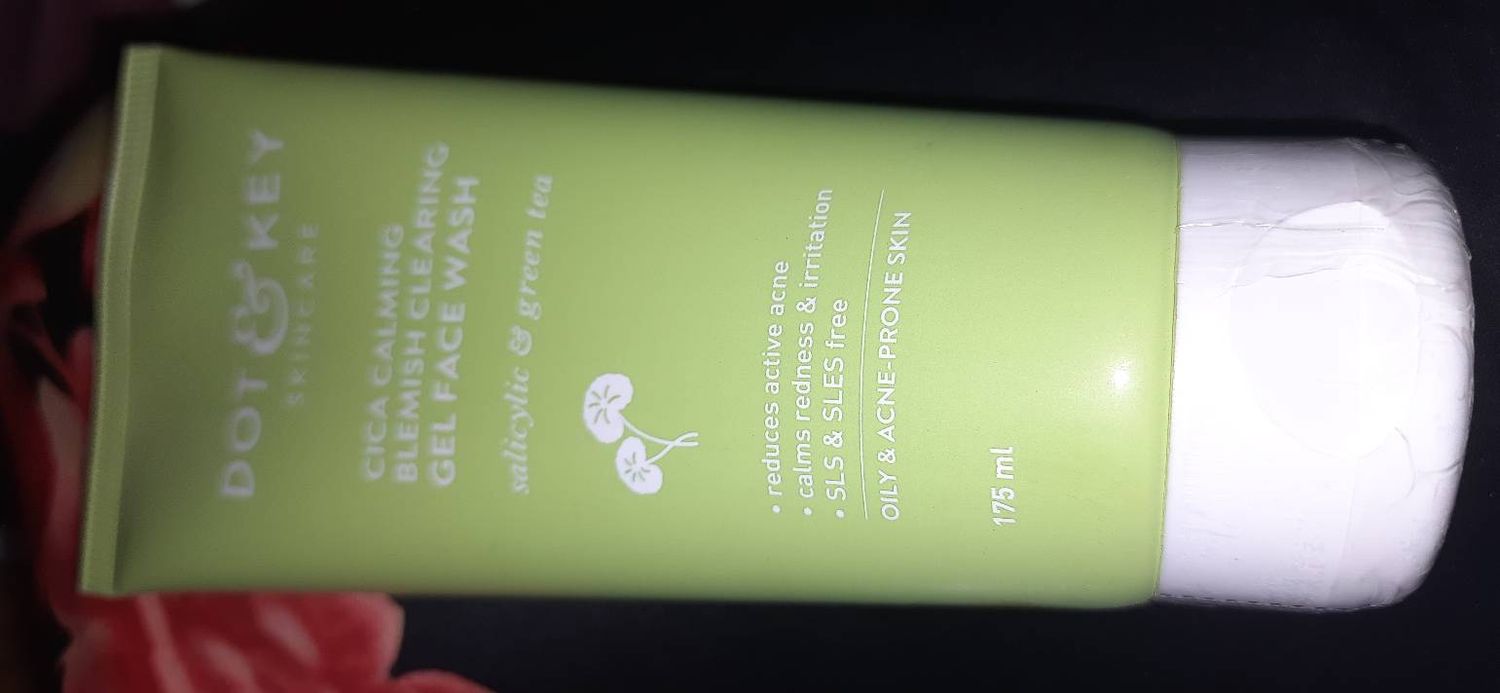 DOT & KEY
SKINCARE
CICA CALMING
BLEMISH CLEARING
GEL FACE WASH
salicylic & green tea
• reduces active acne
• calms redness & irritation
• SLS & SLES free
OILY & ACNE-PRONE SKIN
175 ml